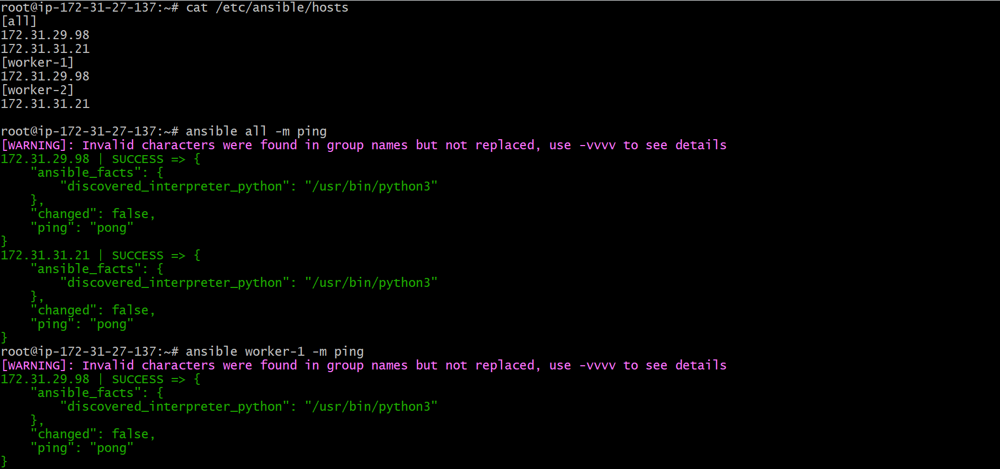 root@ip-172-31-27-137:~# cat /etc/ansible/hosts
[all]
172.31.29.98
172.31.31.21
[worker-1]
172.31.29.98
[worker-2]
172.31.31.21

root@ip-172-31-27-137:~# ansible all -m ping
[WARNING]: Invalid characters were found in group names but not replaced, use -vvvv to see details
172.31.29.98 | SUCCESS => {
    "ansible_facts": {
        "discovered_interpreter_python": "/usr/bin/python3"
    },
    "changed": false,
    "ping": "pong"
}
172.31.31.21 | SUCCESS => {
    "ansible_facts": {
        "discovered_interpreter_python": "/usr/bin/python3"
    },
    "changed": false,
    "ping": "pong"
}
root@ip-172-31-27-137:~# ansible worker-1 -m ping
[WARNING]: Invalid characters were found in group names but not replaced, use -vvvv to see details
172.31.29.98 | SUCCESS => {
    "ansible_facts": {
        "discovered_interpreter_python": "/usr/bin/python3"
    },
    "changed": false,
    "ping": "pong"
}